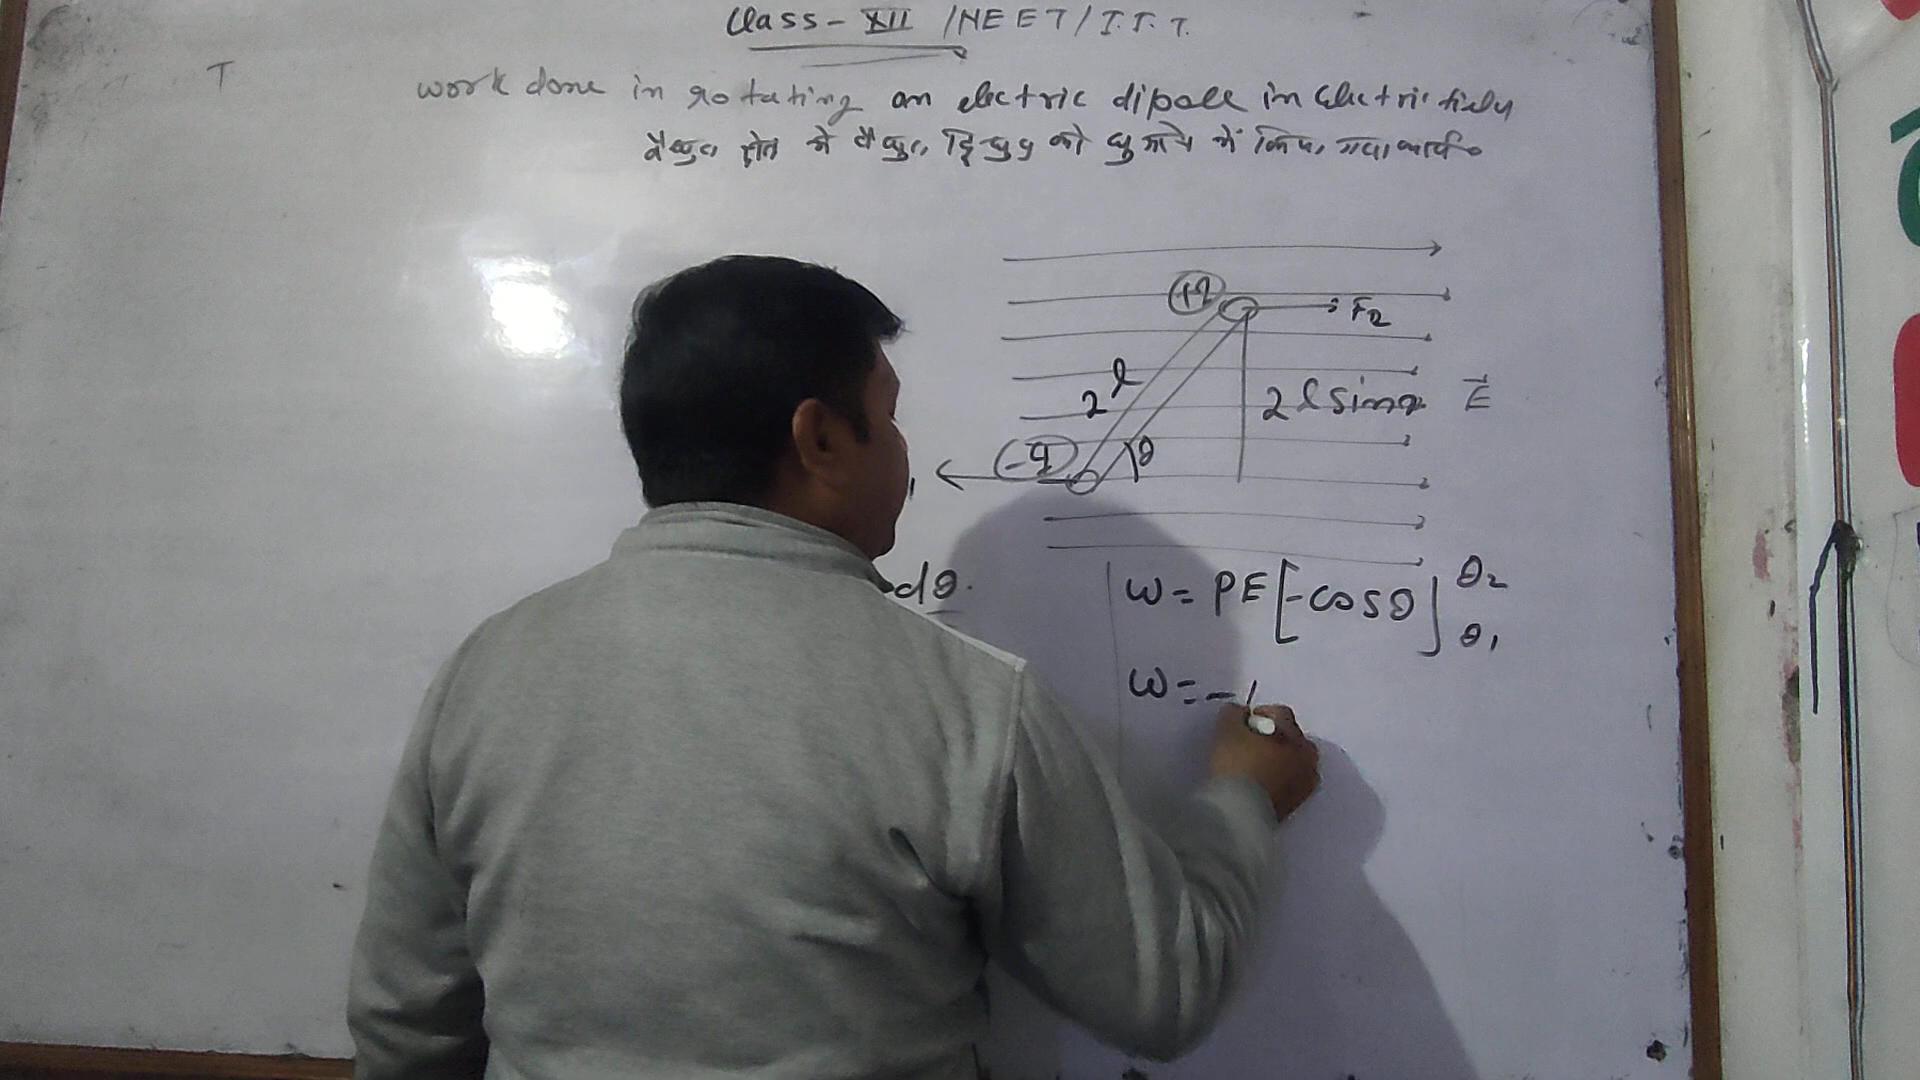 Class - XII / NEET / I.I.T.
T
work done in rotating an electric dipole in Electric field
वैद्युत क्षेत्र में वैद्युत द्विध्रुव को घुमाने में किया गया कार्य॰
+q
F2
2l
2l sinθ
E⃗
-q
θ
dθ.
W = PE [-cosθ]θ2 θ1
W = -